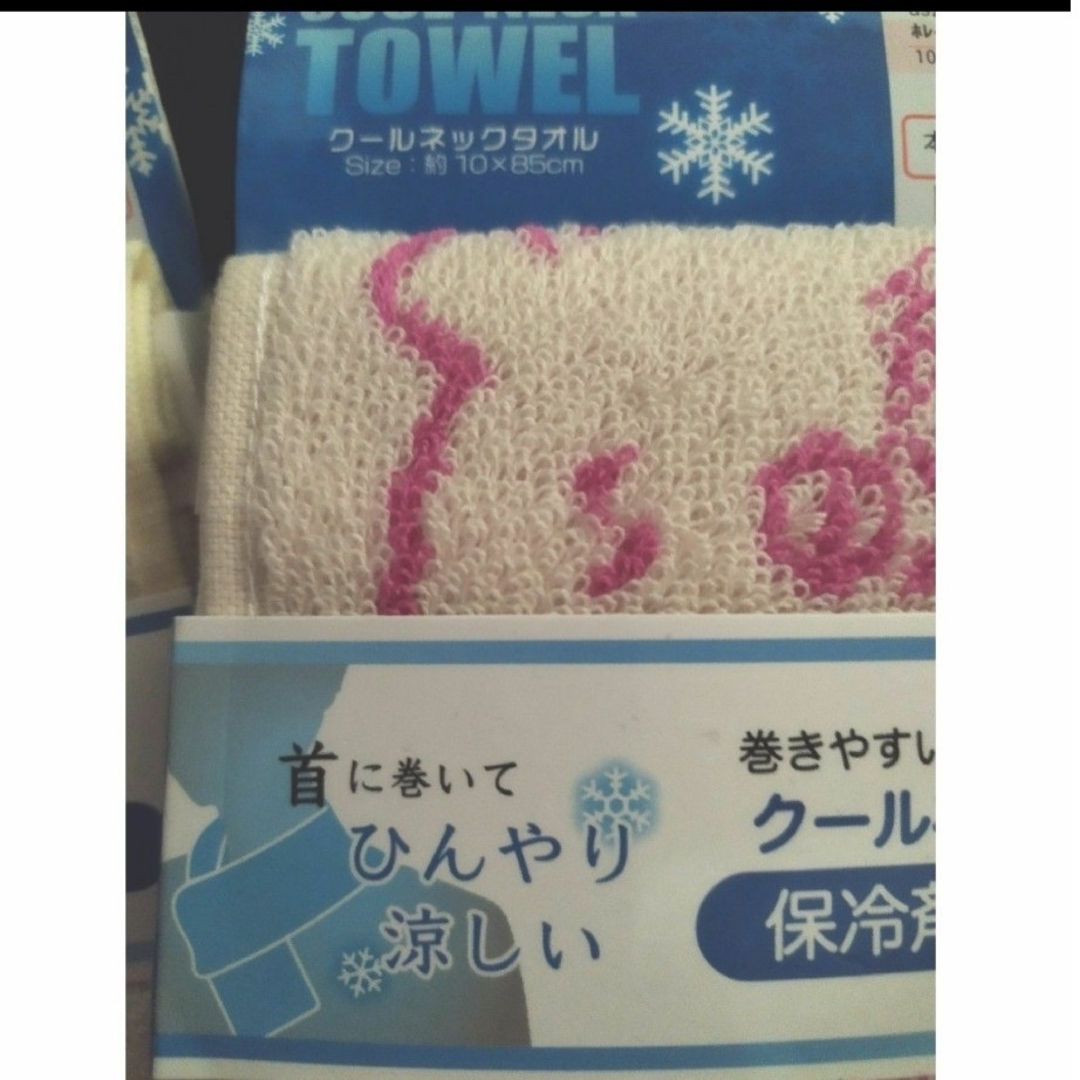 TOWEL
クールネックタオル
Size：約10×85cm
首に巻いて
ひんやり
涼しい
巻きやすい
クール
保冷剤